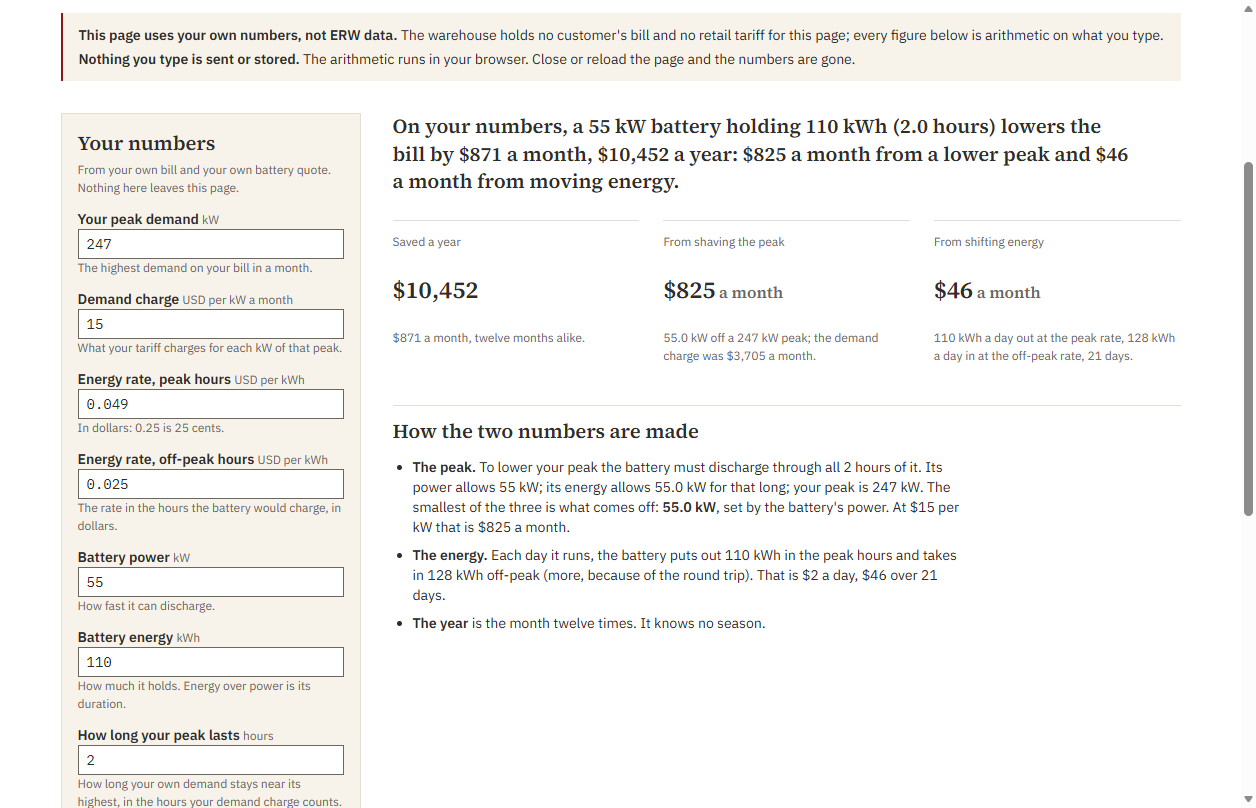 This page uses your own numbers, not ERW data. The warehouse holds no customer's bill and no retail tariff for this page; every figure below is arithmetic on what you type.
Nothing you type is sent or stored. The arithmetic runs in your browser. Close or reload the page and the numbers are gone.
Your numbers
From your own bill and your own battery quote.
Nothing here leaves this page.
Your peak demand kW
247
The highest demand on your bill in a month.
Demand charge USD per kW a month
15
What your tariff charges for each kW of that peak.
Energy rate, peak hours USD per kWh
0.049
In dollars: 0.25 is 25 cents.
Energy rate, off-peak hours USD per kWh
0.025
The rate in the hours the battery would charge, in
dollars.
Battery power kW
55
How fast it can discharge.
Battery energy kWh
110
How much it holds. Energy over power is its
duration.
How long your peak lasts hours
2
How long your own demand stays near its
highest, in the hours your demand charge counts.
On your numbers, a 55 kW battery holding 110 kWh (2.0 hours) lowers the
bill by $871 a month, $10,452 a year: $825 a month from a lower peak and $46
a month from moving energy.
Saved a year
$10,452
$871 a month, twelve months alike.
From shaving the peak
$825 a month
55.0 kW off a 247 kW peak; the demand
charge was $3,705 a month.
From shifting energy
$46 a month
110 kWh a day out at the peak rate, 128 kWh
a day in at the off-peak rate, 21 days.
How the two numbers are made
• The peak. To lower your peak the battery must discharge through all 2 hours of it. Its
power allows 55 kW; its energy allows 55.0 kW for that long; your peak is 247 kW. The
smallest of the three is what comes off: 55.0 kW, set by the battery's power. At $15 per
kW that is $825 a month.
• The energy. Each day it runs, the battery puts out 110 kWh in the peak hours and takes
in 128 kWh off-peak (more, because of the round trip). That is $2 a day, $46 over 21
days.
• The year is the month twelve times. It knows no season.